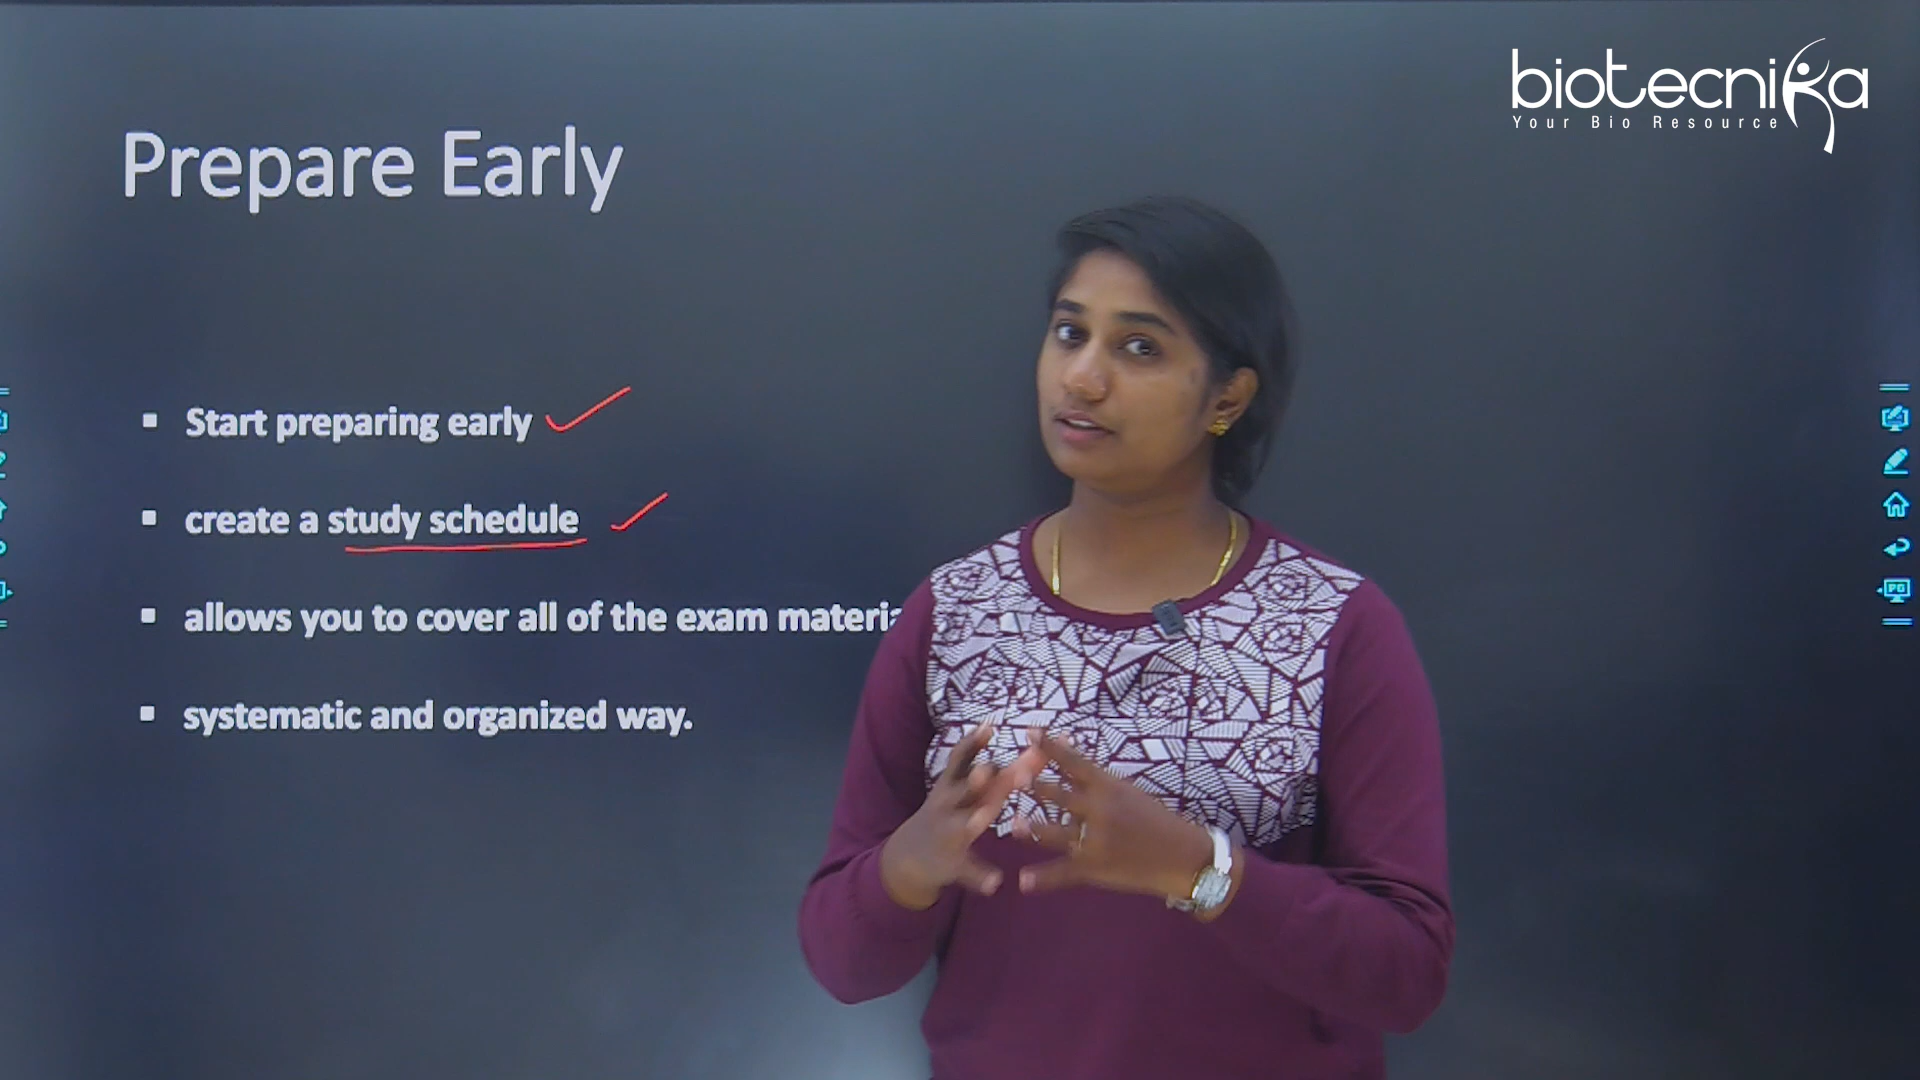 biotecnika
Your Bio Resource
Prepare Early
Start preparing early
create a study schedule
allows you to cover all of the exam
systematic and organized way.